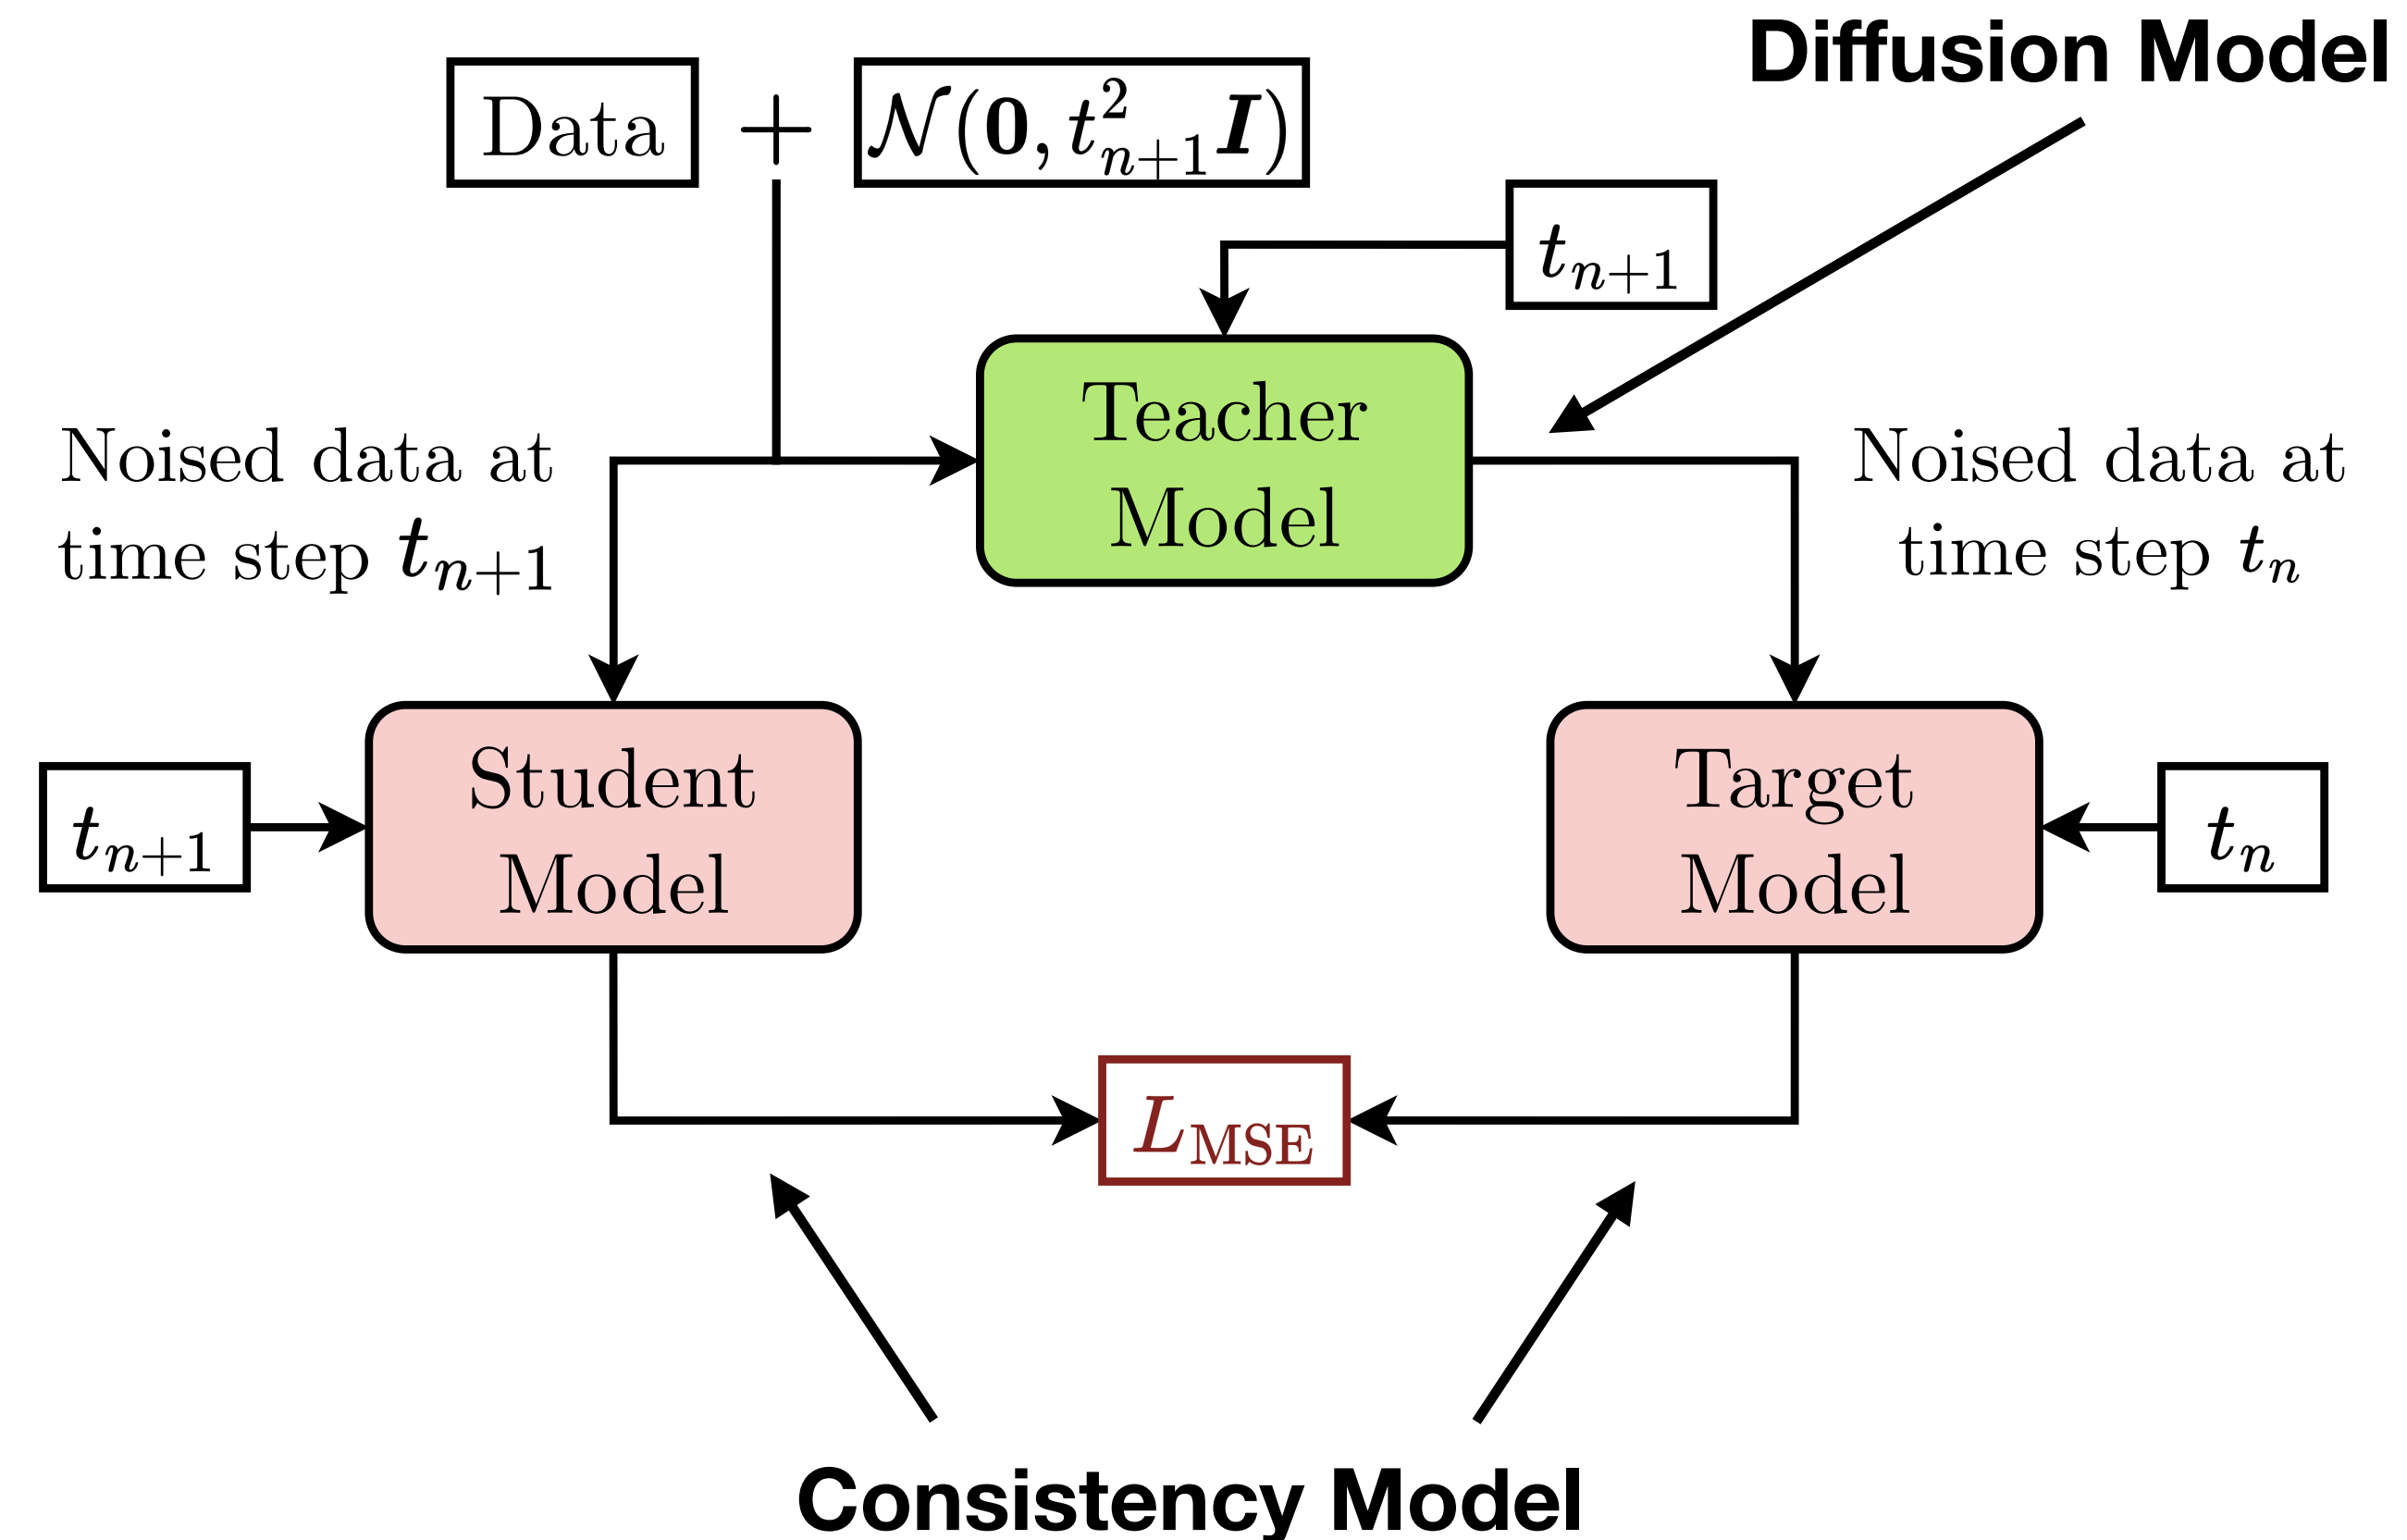 Diffusion Model
Data + 𝒩(𝟎, t²ₙ₊₁𝑰)
tₙ₊₁
Teacher
Model
Noised data at
time step tₙ₊₁
Noised data at
time step tₙ
tₙ₊₁
Student
Model
Target
Model
tₙ
L_MSE
Consistency Model